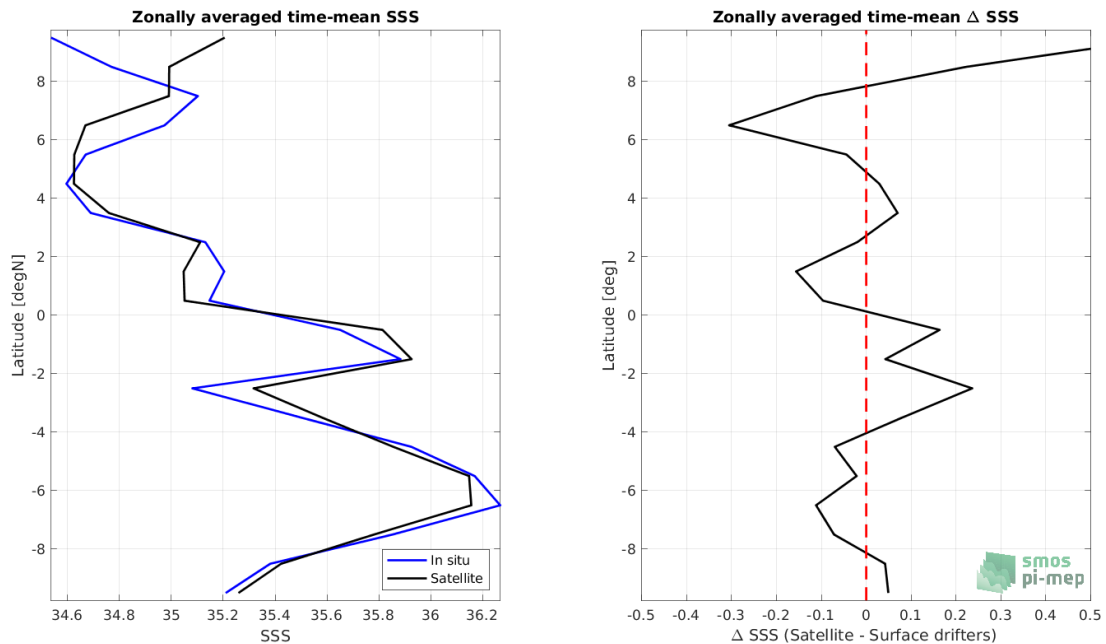 Zonally averaged time-mean SSS
8
6
4
2
0
-2
-4
-6
-8
Latitude [degN]
34.6 34.8 35 35.2 35.4 35.6 35.8 36 36.2
SSS
In situ
Satellite
Zonally averaged time-mean Δ SSS
8
6
4
2
0
-2
-4
-6
-8
Latitude [deg]
-0.5 -0.4 -0.3 -0.2 -0.1 0 0.1 0.2 0.3 0.4 0.5
Δ SSS (Satellite - Surface drifters)
smos
pi-mep